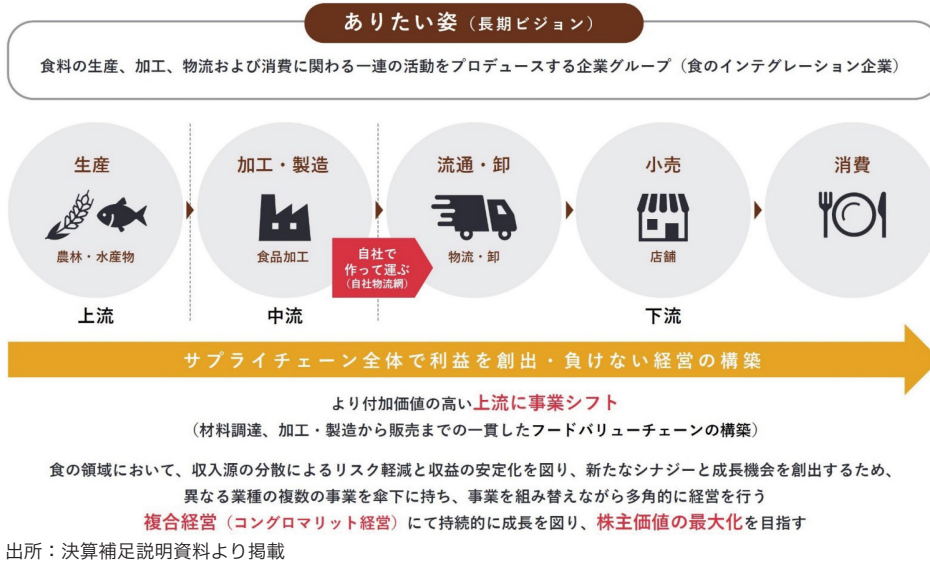 ありたい姿（長期ビジョン）
食料の生産、加工、物流および消費に関わる一連の活動をプロデュースする企業グループ（食のインテグレーション企業）
生産
加工・製造
流通・卸
小売
消費
農林・水産物
食品加工
自社で
作って運ぶ
（自社物流網）
物流・卸
店舗
上流
中流
下流
サプライチェーン全体で利益を創出・負けない経営の構築
より付加価値の高い上流に事業シフト
（材料調達、加工・製造から販売までの一貫したフードバリューチェーンの構築）
食の領域において、収入源の分散によるリスク軽減と収益の安定化を図り、新たなシナジーと成長機会を創出するため、
異なる業種の複数の事業を傘下に持ち、事業を組み替えながら多角的に経営を行う
複合経営（コングロマリット経営）にて持続的に成長を図り、株主価値の最大化を目指す
出所：決算補足説明資料より掲載